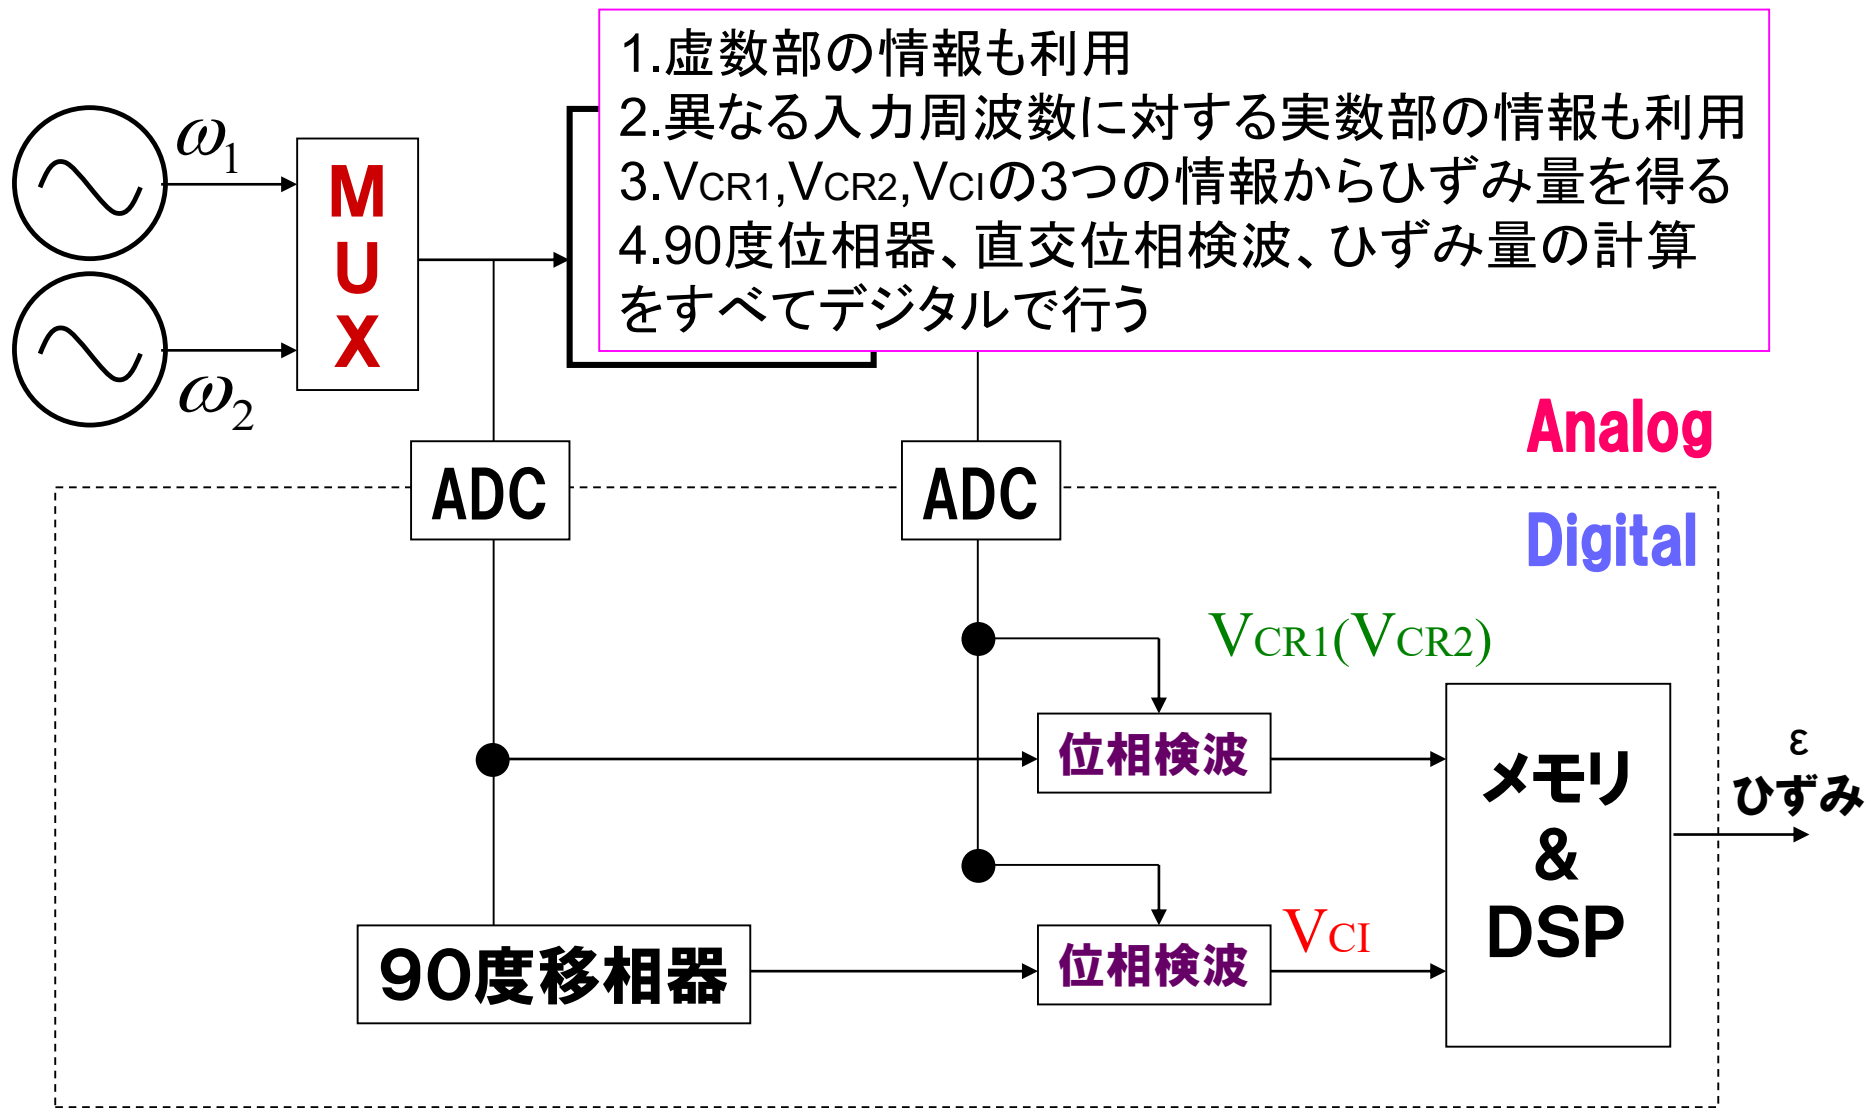 1.虚数部の情報も利用
2.異なる入力周波数に対する実数部の情報も利用
3.VCR1,VCR2,VCIの3つの情報からひずみ量を得る
4.90度位相器、直交位相検波、ひずみ量の計算
をすべてデジタルで行う
ω1
M
U
X
ω2
Analog
ADC
ADC
Digital
VCR1(VCR2)
位相検波
メモリ
&
DSP
ε
ひずみ
90度移相器
位相検波
VCI